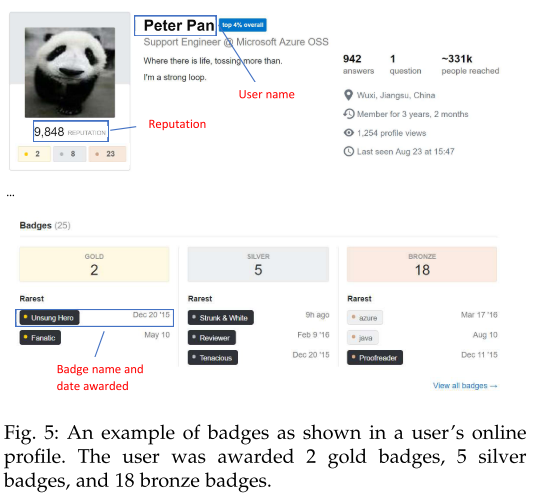 Peter Pan top 4% overall
Support Engineer @ Microsoft Azure OSS
Where there is life, tossing more than.
I'm a strong loop.
User name
942 1 ~331k
answers question people reached
Wuxi, Jiangsu, China
Member for 3 years, 2 months
1,254 profile views
Last seen Aug 23 at 15:47
9,848 REPUTATION
Reputation
2 8 23
...
Badges (25)
GOLD SILVER BRONZE
2 5 18
Rarest Rarest Rarest
Unsung Hero Dec 20 '15 Strunk & White 9h ago azure Mar 17 '16
Fanatic May 10 Reviewer Feb 9 '16 java Aug 10
Tenacious Dec 20 '15 Proofreader Dec 11 '15
Badge name and
date awarded
View all badges →
Fig. 5: An example of badges as shown in a user's online
profile. The user was awarded 2 gold badges, 5 silver
badges, and 18 bronze badges.